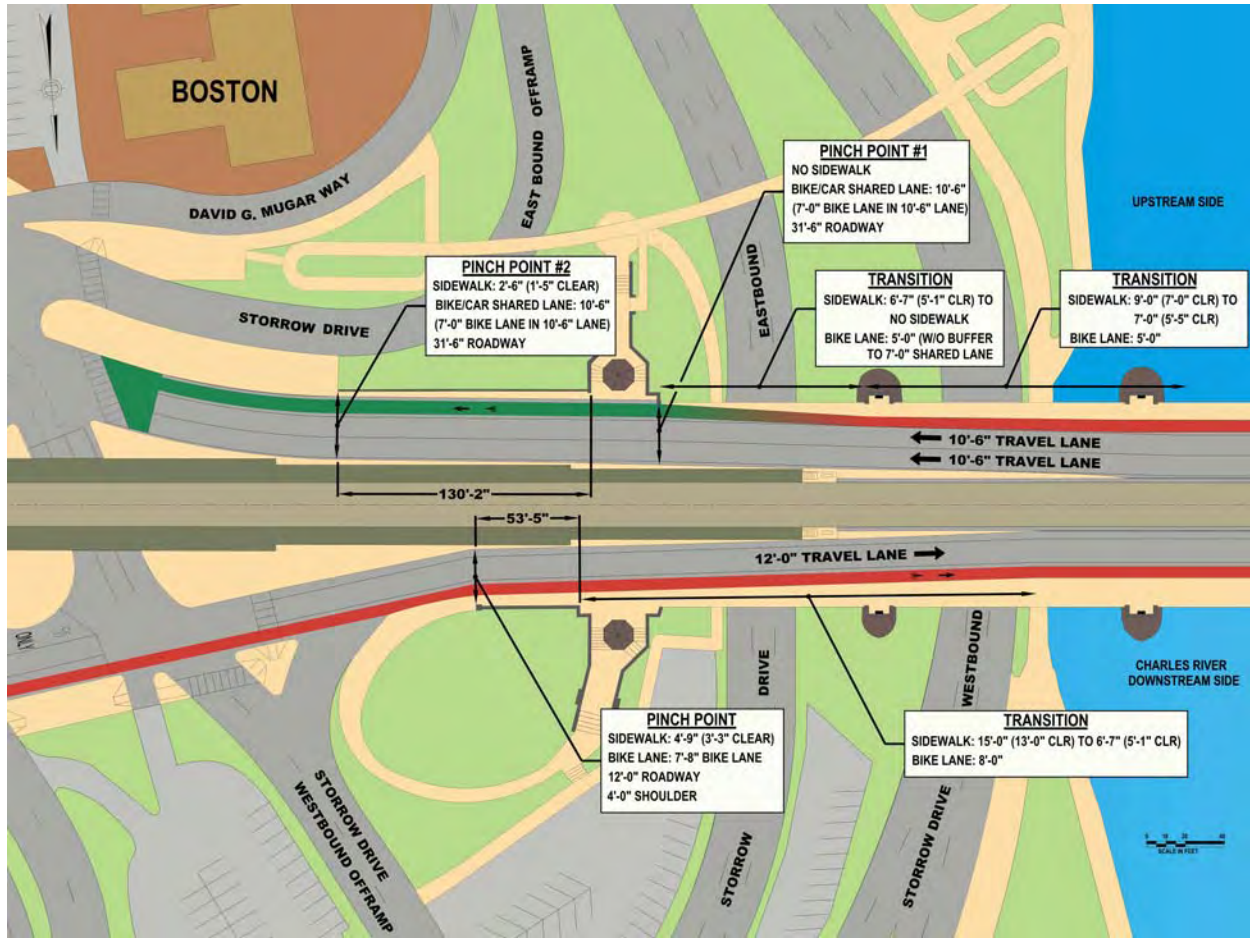 BOSTON
DAVID G. MUGAR WAY
EAST BOUND OFFRAMP
PINCH POINT #1
NO SIDEWALK
BIKE/CAR SHARED LANE: 10'-6"
(7'-0" BIKE LANE IN 10'-6" LANE)
31'-6" ROADWAY
UPSTREAM SIDE
PINCH POINT #2
SIDEWALK: 2'-6" (1'-5" CLEAR)
BIKE/CAR SHARED LANE: 10'-6"
(7'-0" BIKE LANE IN 10'-6" LANE)
31'-6" ROADWAY
STORROW DRIVE
EASTBOUND
TRANSITION
SIDEWALK: 6'-7" (5'-1" CLR) TO
NO SIDEWALK
BIKE LANE: 5'-0" (W/O BUFFER
TO 7'-0" SHARED LANE
TRANSITION
SIDEWALK: 9'-0" (7'-0" CLR) TO
7'-0" (5'-5" CLR)
BIKE LANE: 5'-0"
10'-6" TRAVEL LANE
10'-6" TRAVEL LANE
130'-2"
53'-5"
12'-0" TRAVEL LANE
ONLY
STORROW DRIVE
WESTBOUND OFFRAMP
PINCH POINT
SIDEWALK: 4'-9" (3'-3" CLEAR)
BIKE LANE: 7'-8" BIKE LANE
12'-0" ROADWAY
4'-0" SHOULDER
STORROW DRIVE
STORROW DRIVE WESTBOUND
CHARLES RIVER
DOWNSTREAM SIDE
TRANSITION
SIDEWALK: 15'-0" (13'-0" CLR) TO 6'-7" (5'-1" CLR)
BIKE LANE: 8'-0"
0 10 20 40
SCALE IN FEET